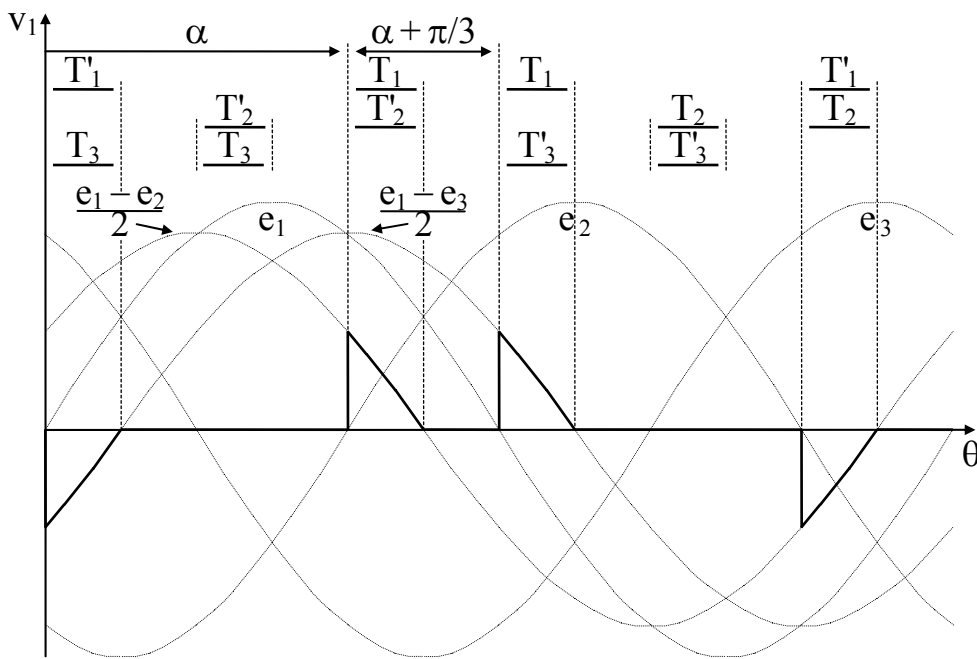 v₁
α
α + π/3
T'₁
T₁
T₁
T'₁
T'₂
T'₂
T₂
T₂
T₃
T₃
T'₃
T'₃
e₁ – e₂
2
e₁
e₁ – e₃
2
e₂
e₃
θ